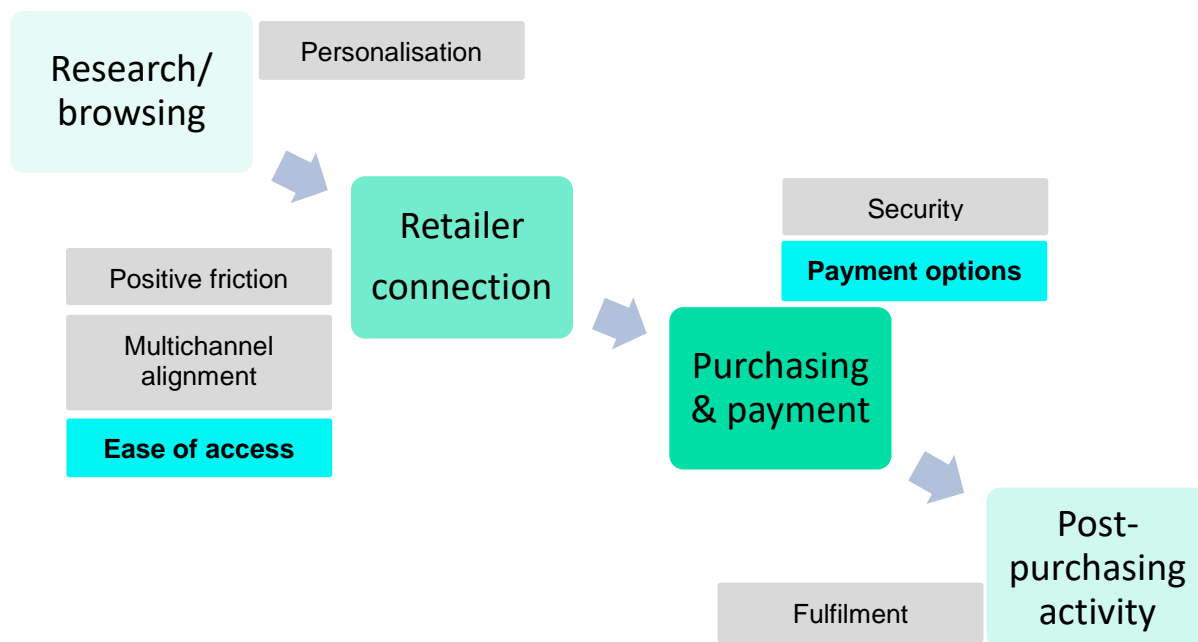 Research/
browsing
Personalisation
Retailer
connection
Positive friction
Multichannel
alignment
Ease of access
Security
Payment options
Purchasing
& payment
Post-
purchasing
activity
Fulfilment